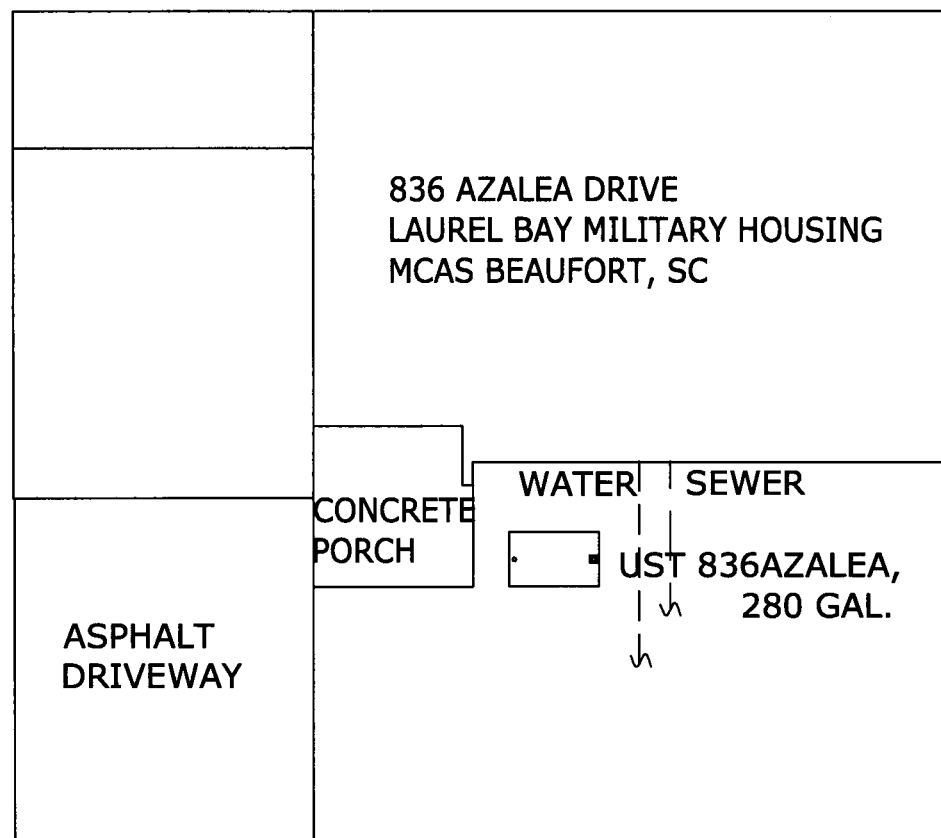 836 AZALEA DRIVE
LAUREL BAY MILITARY HOUSING
MCAS BEAUFORT, SC
WATER
SEWER
CONCRETE
PORCH
UST 836AZALEA,
280 GAL.
ASPHALT
DRIVEWAY